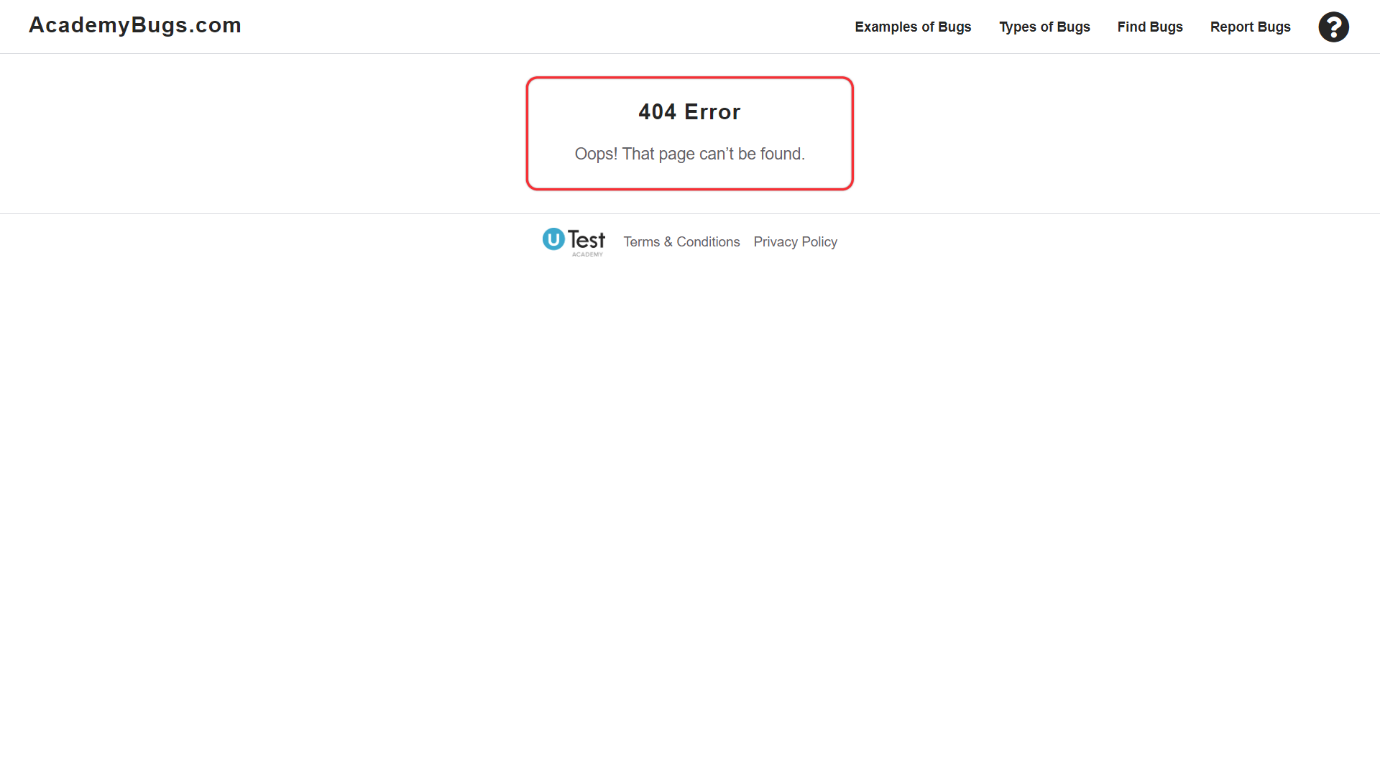 AcademyBugs.com
Examples of Bugs Types of Bugs Find Bugs Report Bugs ?
404 Error
Oops! That page can’t be found.
U Test Terms & Conditions Privacy Policy
ACADEMY